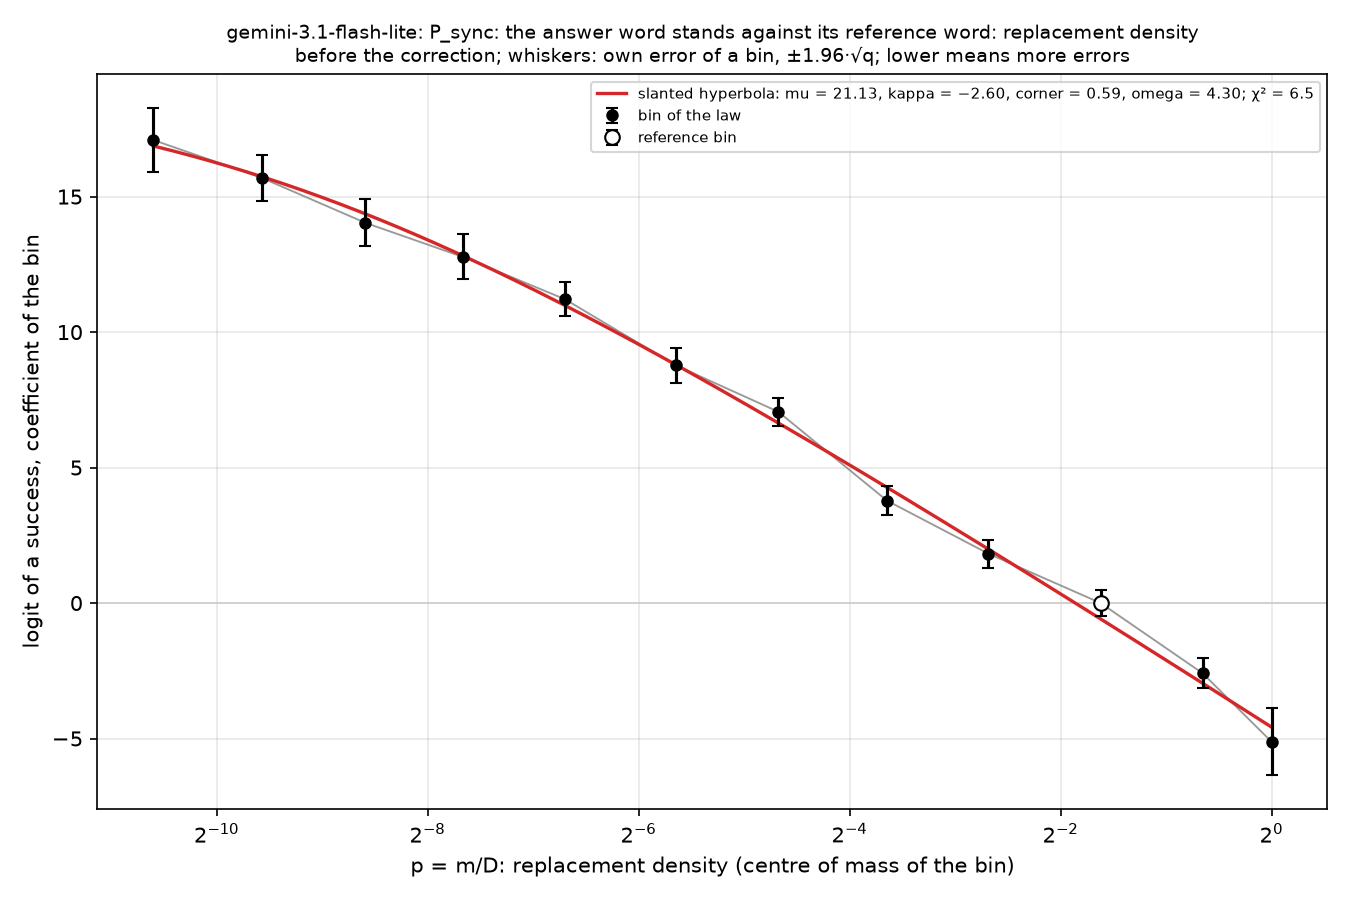 gemini-3.1-flash-lite: P_sync: the answer word stands against its reference word: replacement density
before the correction; whiskers: own error of a bin, ±1.96·√q; lower means more errors
slanted hyperbola: mu = 21.13, kappa = −2.60, corner = 0.59, omega = 4.30; χ² = 6.5
bin of the law
reference bin
logit of a success, coefficient of the bin
15
10
5
0
−5
2⁻¹⁰ 2⁻⁸ 2⁻⁶ 2⁻⁴ 2⁻² 2⁰
p = m/D: replacement density (centre of mass of the bin)